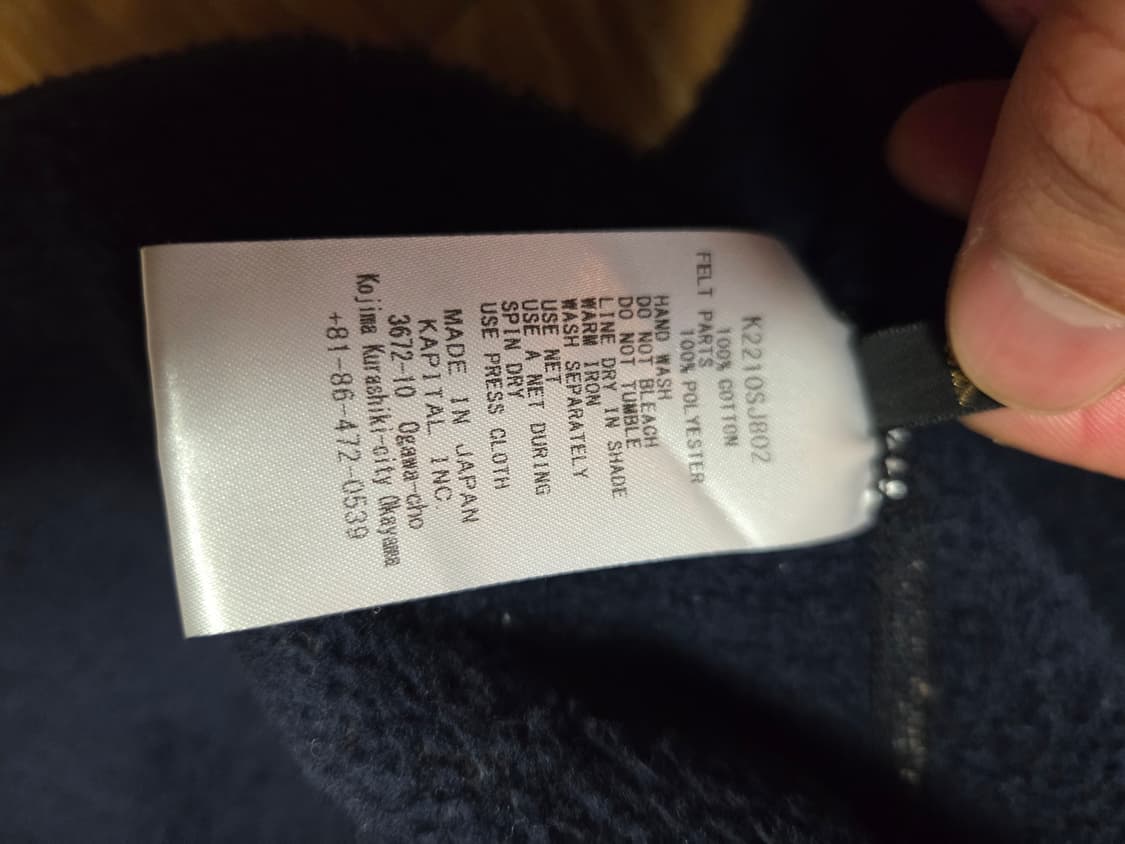 K2210SJ802
100% COTTON
FELT PARTS
100% POLYESTER
HAND WASH
DO NOT BLEACH
DO NOT TUMBLE
LINE DRY IN SHADE
WARM IRON
WASH SEPARATELY
USE NET
USE A NET DURING
SPIN DRY
USE PRESS CLOTH
MADE IN JAPAN
KAPITAL INC.
3672-10 Ogawa-cho
Kojima Kurashiki-city Okayama
+81-86-472-0539